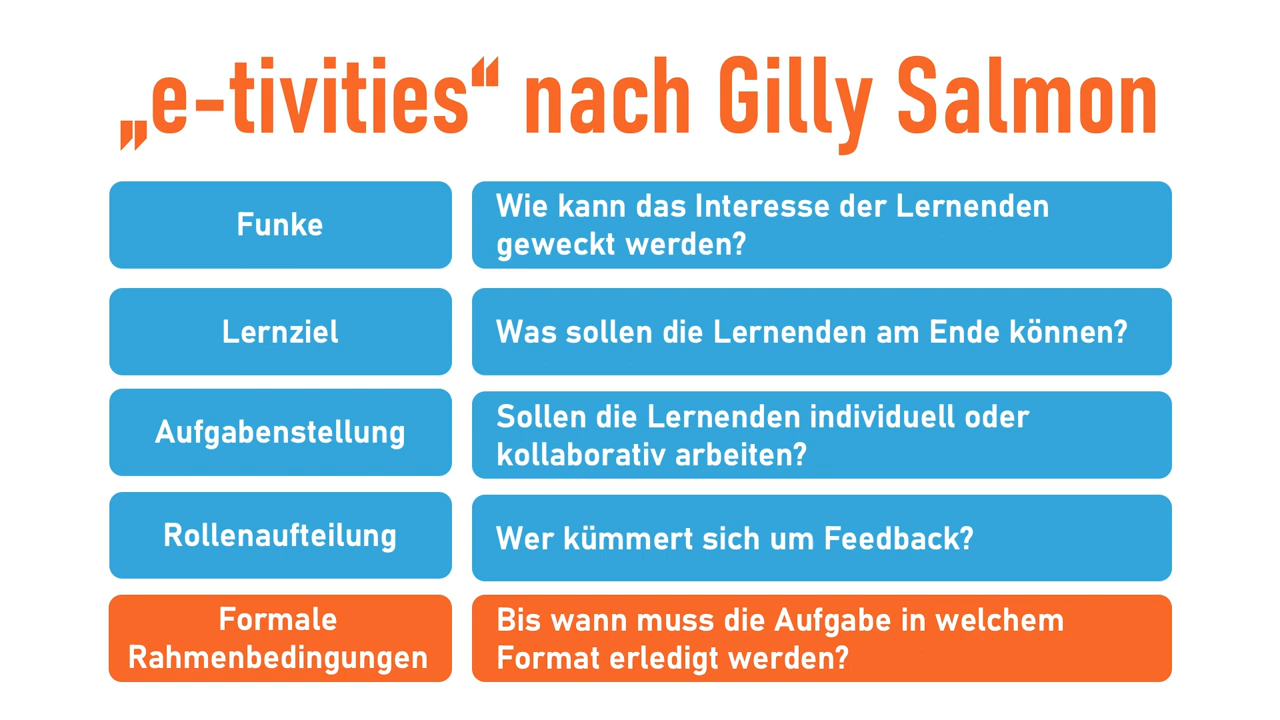 „e-tivities“ nach Gilly Salmon
Funke
Wie kann das Interesse der Lernenden
geweckt werden?
Lernziel
Was sollen die Lernenden am Ende können?
Aufgabenstellung
Sollen die Lernenden individuell oder
kollaborativ arbeiten?
Rollenaufteilung
Wer kümmert sich um Feedback?
Formale
Rahmenbedingungen
Bis wann muss die Aufgabe in welchem
Format erledigt werden?